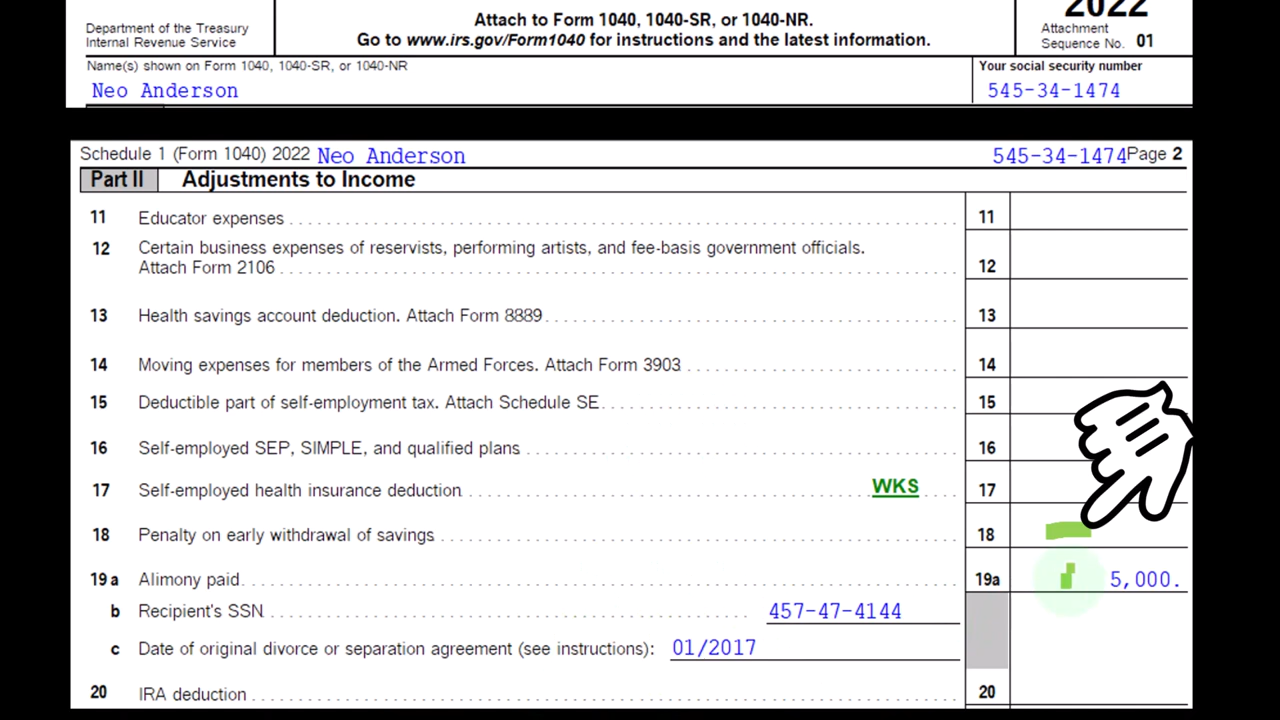 2022
Department of the Treasury
Internal Revenue Service
Attach to Form 1040, 1040-SR, or 1040-NR.
Go to www.irs.gov/Form1040 for instructions and the latest information.
Attachment
Sequence No. 01
Name(s) shown on Form 1040, 1040-SR, or 1040-NR
Your social security number
Neo Anderson
545-34-1474
Schedule 1 (Form 1040) 2022 Neo Anderson 545-34-1474 Page 2
Part II Adjustments to Income
11 Educator expenses 11
12 Certain business expenses of reservists, performing artists, and fee-basis government officials.
Attach Form 2106 12
13 Health savings account deduction. Attach Form 8889 13
14 Moving expenses for members of the Armed Forces. Attach Form 3903 14
15 Deductible part of self-employment tax. Attach Schedule SE 15
16 Self-employed SEP, SIMPLE, and qualified plans 16
17 Self-employed health insurance deduction WKS 17
18 Penalty on early withdrawal of savings 18
19a Alimony paid 19a 5,000.
b Recipient's SSN 457-47-4144
c Date of original divorce or separation agreement (see instructions): 01/2017
20 IRA deduction 20